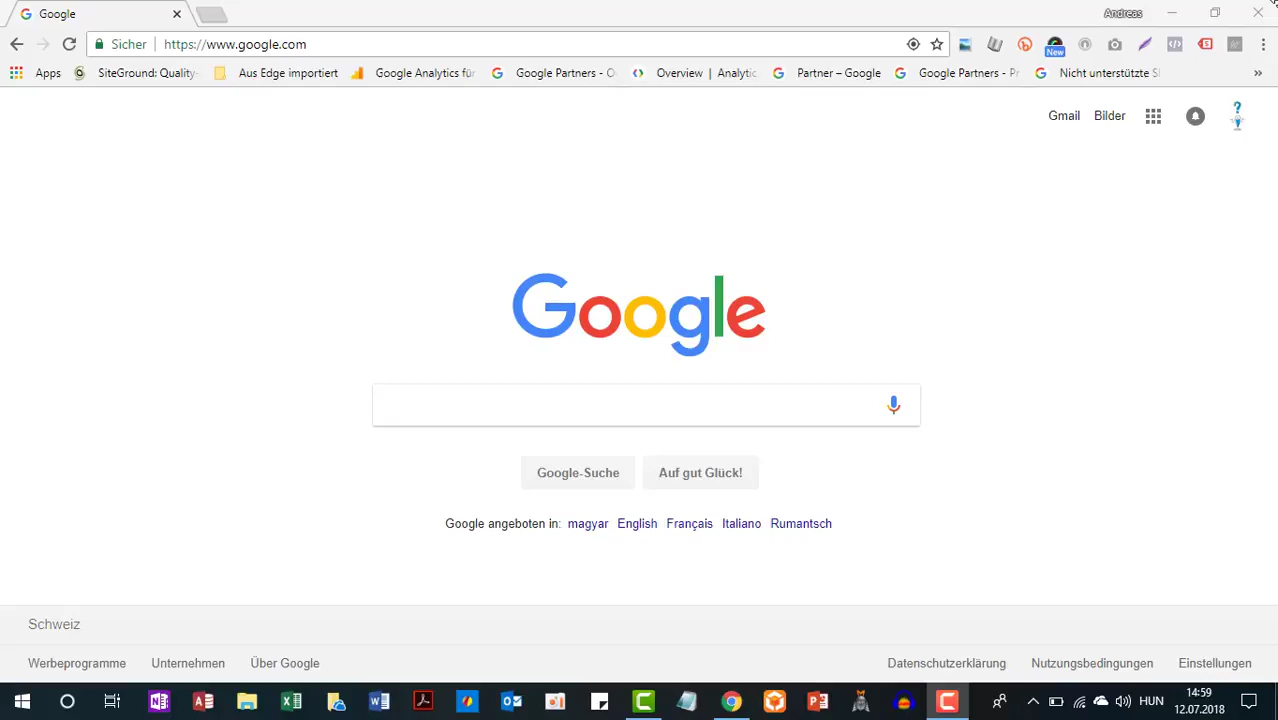 Google
Andreas
Sicher https://www.google.com
New
Apps SiteGround: Quality- Aus Edge importiert Google Analytics für Google Partners - O Overview | Analytic Partner – Google Google Partners - Pr Nicht unterstützte Sl »
Gmail Bilder
Google
Google-Suche Auf gut Glück!
Google angeboten in: magyar English Français Italiano Rumantsch
Schweiz
Werbeprogramme Unternehmen Über Google Datenschutzerklärung Nutzungsbedingungen Einstellungen
HUN
14:59
12.07.2018